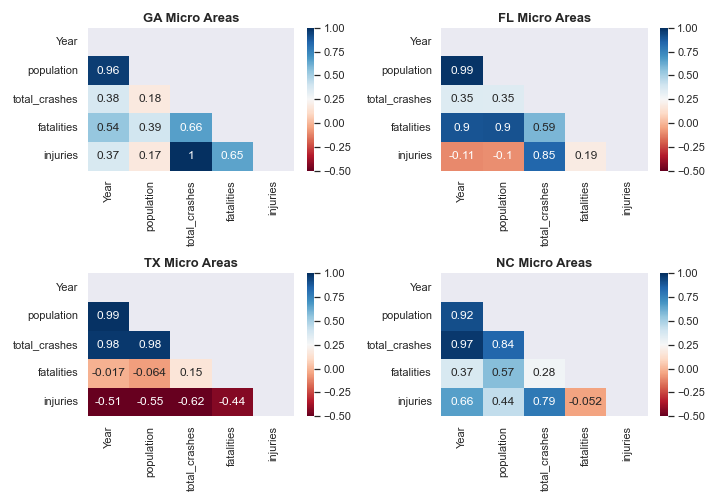 GA Micro Areas
Year
population
total_crashes
fatalities
injuries
0.96
0.38 0.18
0.54 0.39 0.66
0.37 0.17 1 0.65
Year population total_crashes fatalities injuries
1.00
0.75
0.50
0.25
0.00
−0.25
−0.50
FL Micro Areas
Year
population
total_crashes
fatalities
injuries
0.99
0.35 0.35
0.9 0.9 0.59
-0.11 -0.1 0.85 0.19
Year population total_crashes fatalities injuries
1.00
0.75
0.50
0.25
0.00
−0.25
−0.50
TX Micro Areas
Year
population
total_crashes
fatalities
injuries
0.99
0.98 0.98
-0.017 -0.064 0.15
-0.51 -0.55 -0.62 -0.44
Year population total_crashes fatalities injuries
1.00
0.75
0.50
0.25
0.00
−0.25
−0.50
NC Micro Areas
Year
population
total_crashes
fatalities
injuries
0.92
0.97 0.84
0.37 0.57 0.28
0.66 0.44 0.79 -0.052
Year population total_crashes fatalities injuries
1.00
0.75
0.50
0.25
0.00
−0.25
−0.50